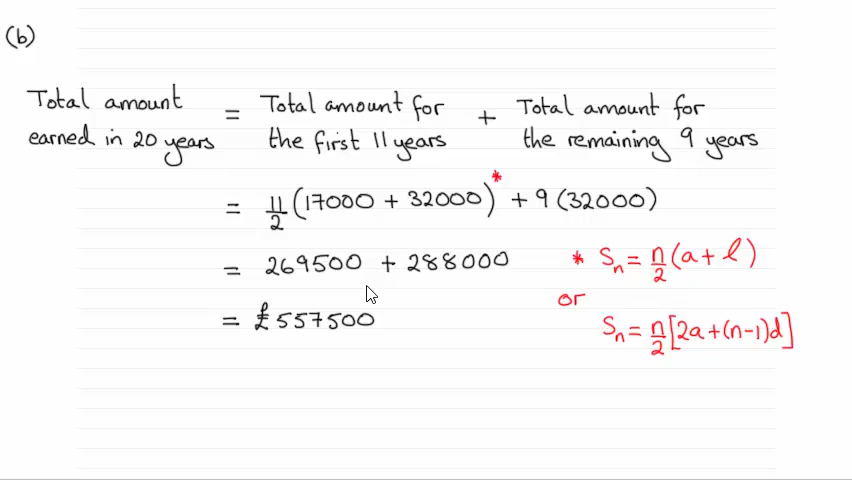 (b)
Total amount earned in 20 years = Total amount for the first 11 years + Total amount for the remaining 9 years
= 11/2 (17000 + 32000)* + 9 (32000)
= 269500 + 288000
= £557500
* Sₙ = n/2 (a + l)
or
Sₙ = n/2 [2a + (n-1)d]